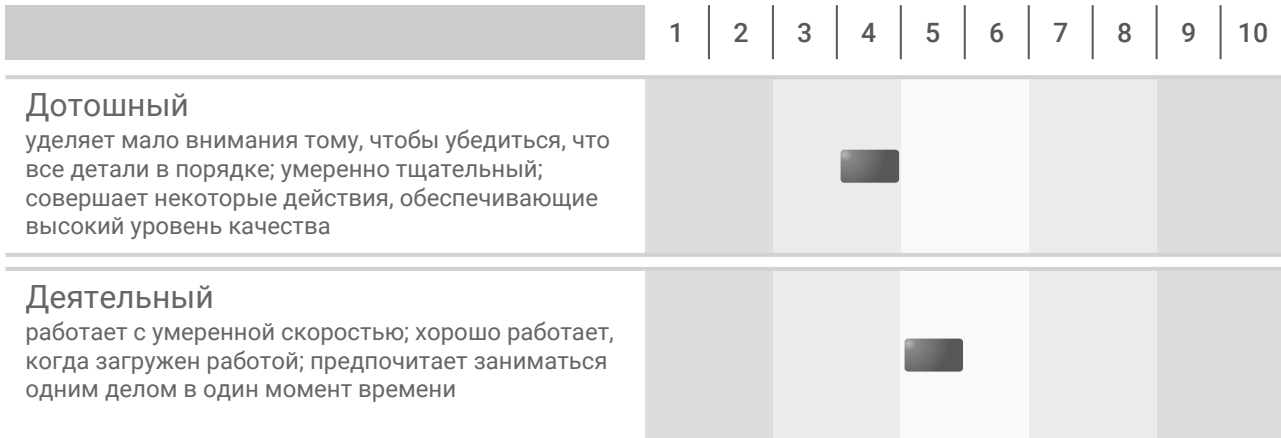 1 2 3 4 5 6 7 8 9 10
Дотошный
уделяет мало внимания тому, чтобы убедиться, что
все детали в порядке; умеренно тщательный;
совершает некоторые действия, обеспечивающие
высокий уровень качества
Деятельный
работает с умеренной скоростью; хорошо работает,
когда загружен работой; предпочитает заниматься
одним делом в один момент времени